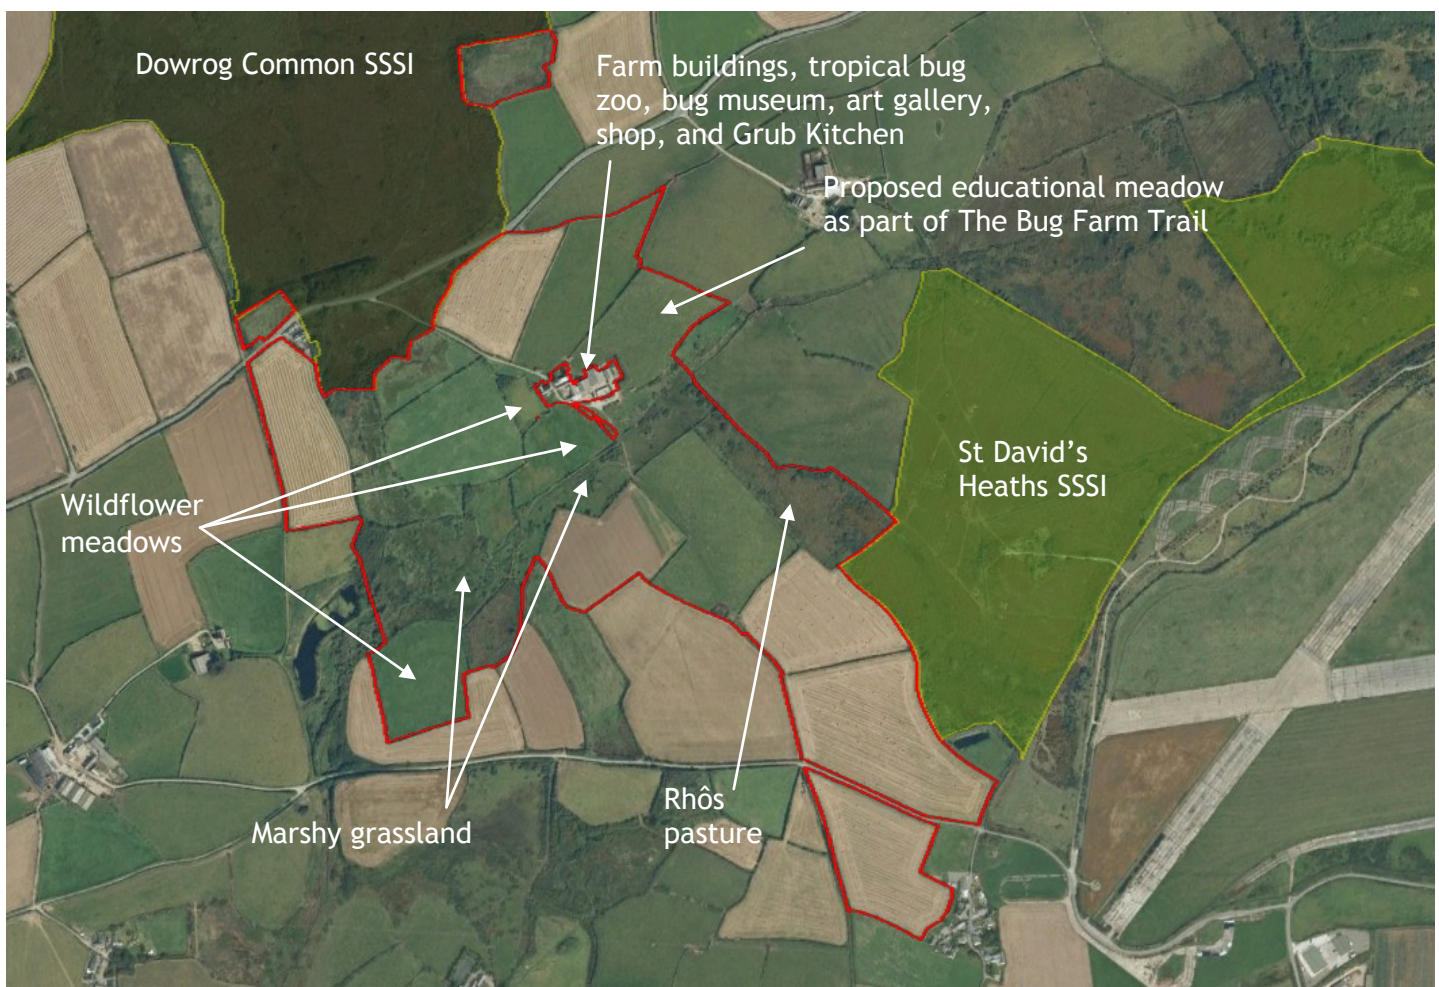 Dowrog Common SSSI
Farm buildings, tropical bug
zoo, bug museum, art gallery,
shop, and Grub Kitchen
Proposed educational meadow
as part of The Bug Farm Trail
St David’s
Heaths SSSI
Wildflower
meadows
Marshy grassland
Rhôs
pasture